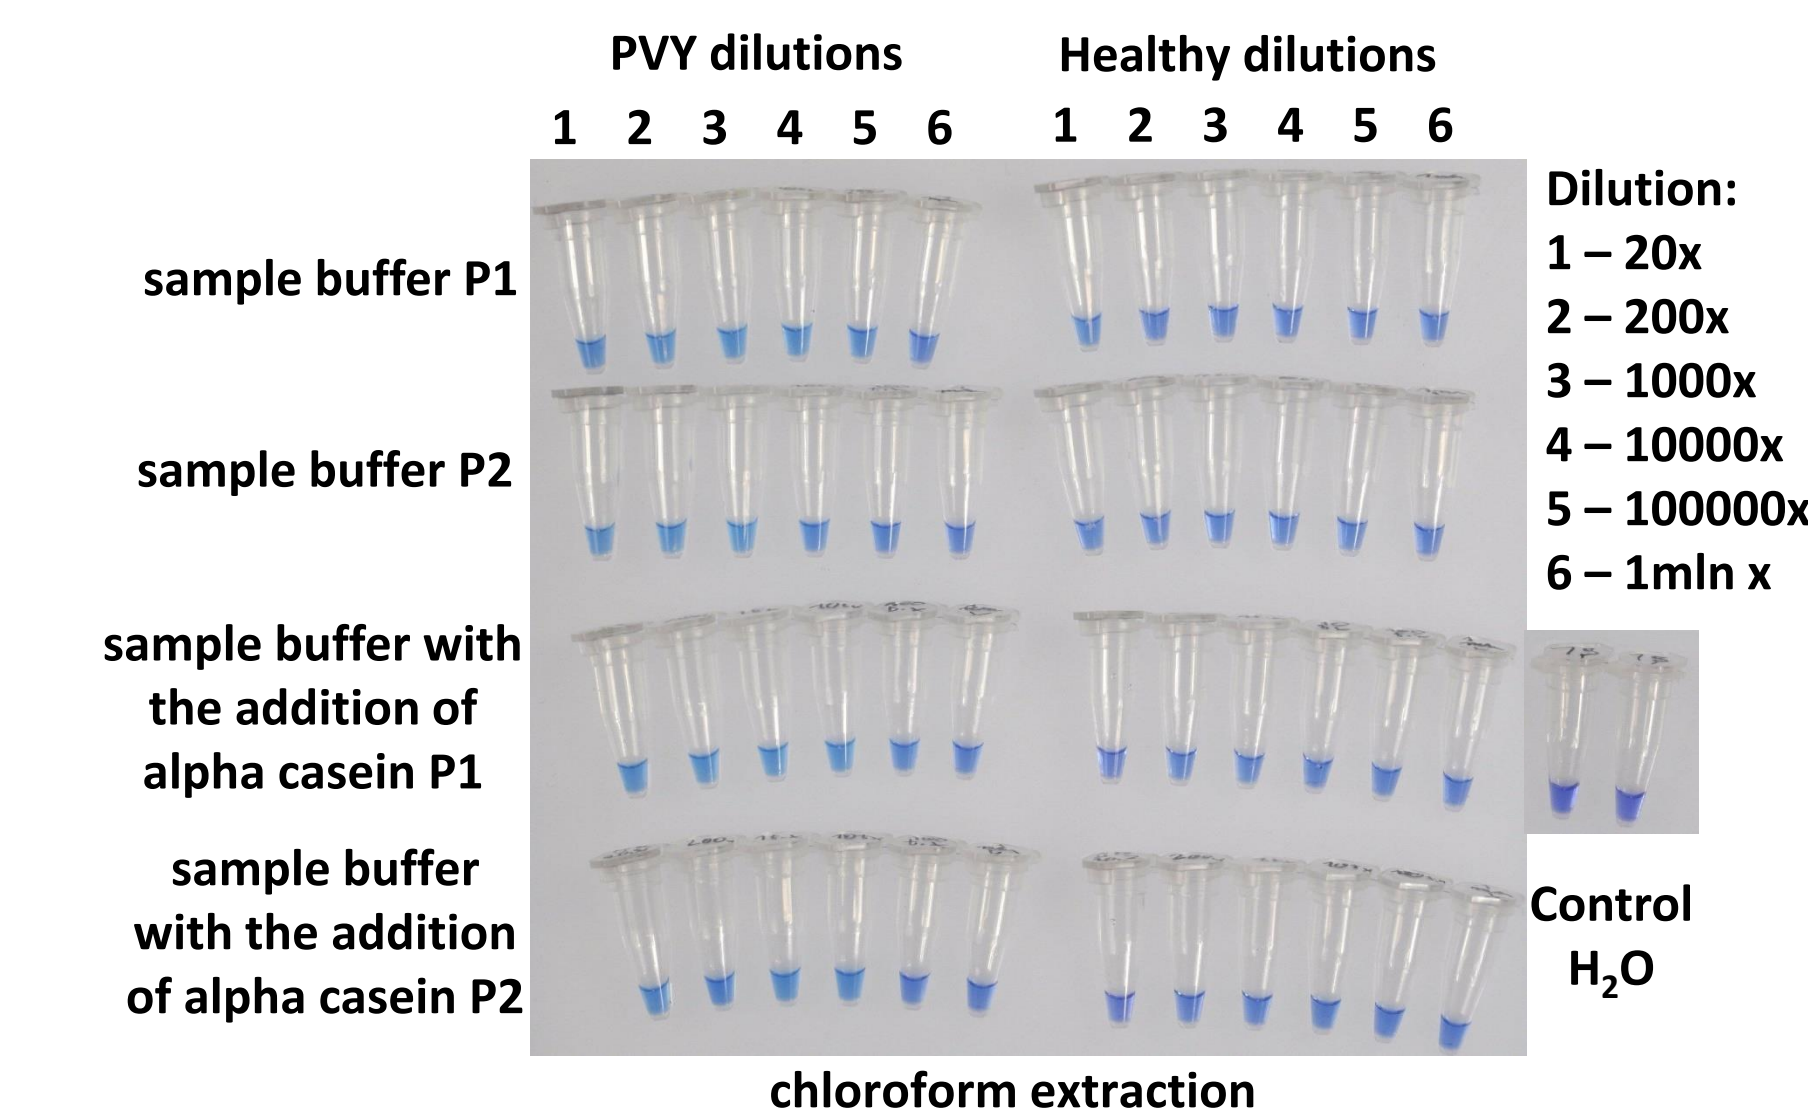 PVY dilutions
Healthy dilutions
1 2 3 4 5 6
1 2 3 4 5 6
sample buffer P1
sample buffer P2
sample buffer with
the addition of
alpha casein P1
sample buffer
with the addition
of alpha casein P2
Dilution:
1 – 20x
2 – 200x
3 – 1000x
4 – 10000x
5 – 100000x
6 – 1mln x
Control
H₂O
chloroform extraction